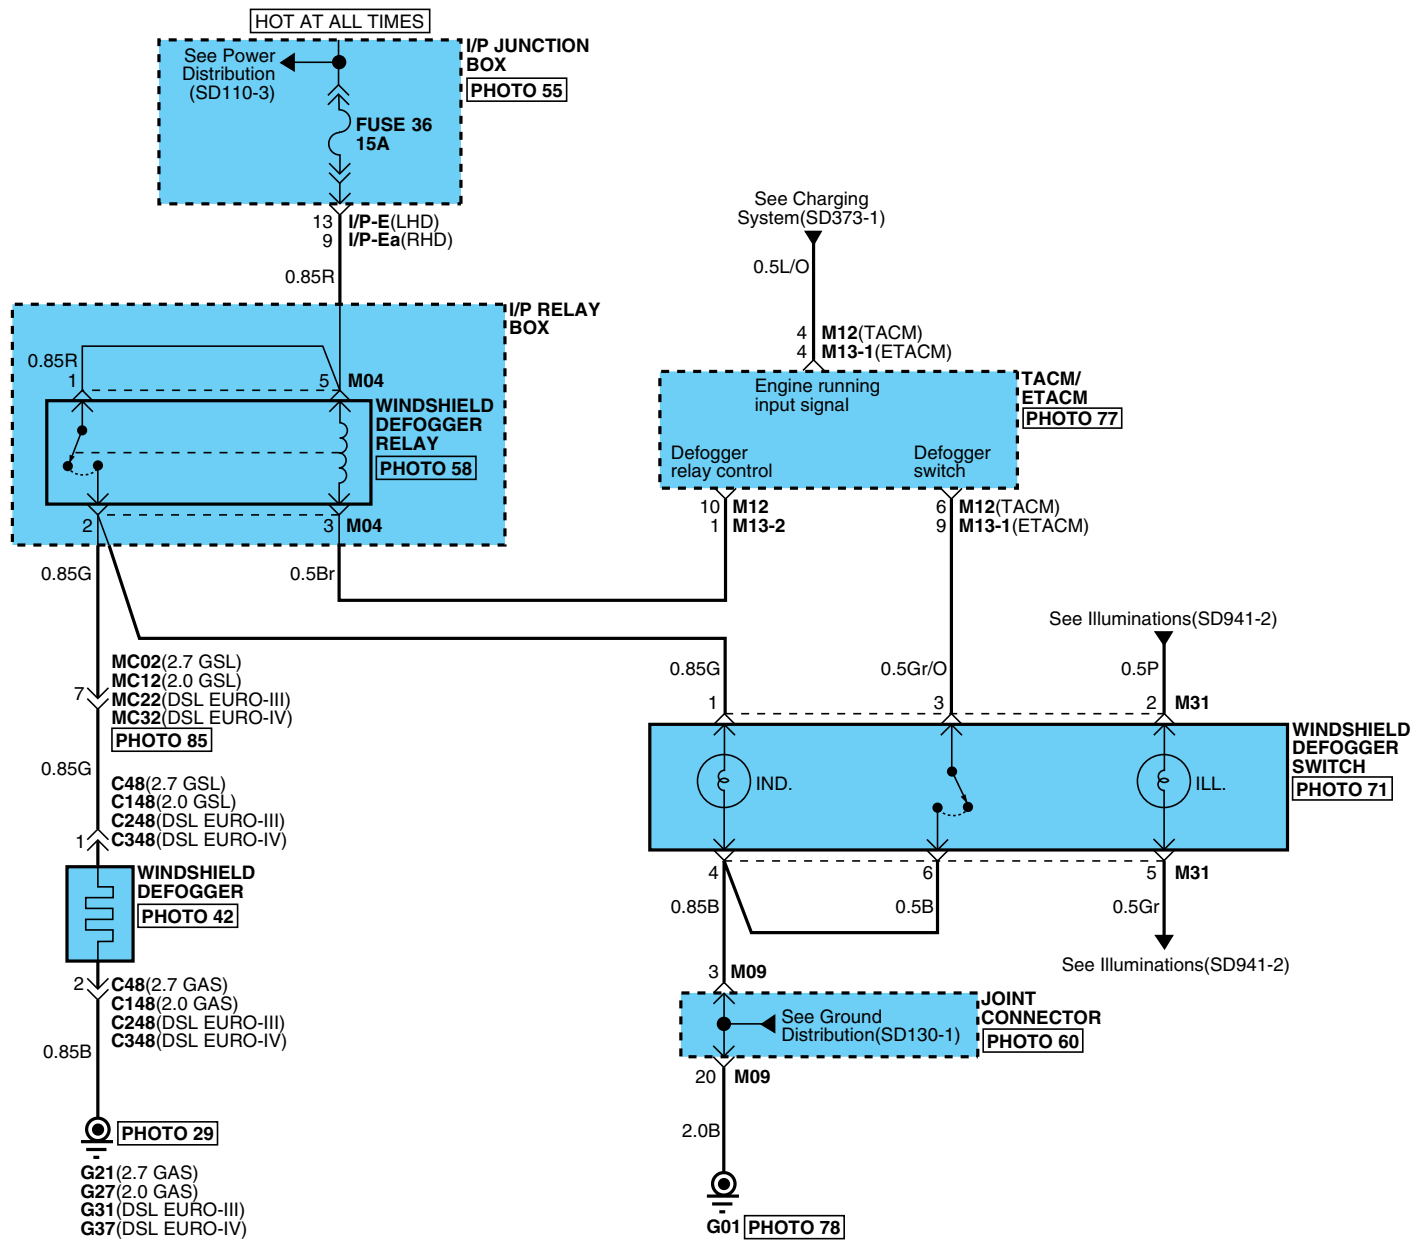 HOT AT ALL TIMES
See Power
Distribution
(SD110-3)
I/P JUNCTION
BOX
PHOTO 55
FUSE 36
15A
13 I/P-E(LHD)
9 I/P-Ea(RHD)
0.85R
I/P RELAY
BOX
0.85R
1
5 M04
WINDSHIELD
DEFOGGER
RELAY
PHOTO 58
2
3 M04
0.85G
0.5Br
See Charging
System(SD373-1)
0.5L/O
4 M12(TACM)
4 M13-1(ETACM)
Engine running
input signal
TACM/
ETACM
PHOTO 77
Defogger
relay control
Defogger
switch
10 M12
1 M13-2
6 M12(TACM)
9 M13-1(ETACM)
See Illuminations(SD941-2)
0.85G
0.5Gr/O
0.5P
1
3
2 M31
WINDSHIELD
DEFOGGER
SWITCH
PHOTO 71
IND.
ILL.
4
6
5 M31
0.85B
0.5B
0.5Gr
See Illuminations(SD941-2)
3 M09
JOINT
CONNECTOR
PHOTO 60
See Ground
Distribution(SD130-1)
20 M09
2.0B
G01 PHOTO 78
7
MC02(2.7 GSL)
MC12(2.0 GSL)
MC22(DSL EURO-III)
MC32(DSL EURO-IV)
PHOTO 85
0.85G
C48(2.7 GSL)
C148(2.0 GSL)
C248(DSL EURO-III)
C348(DSL EURO-IV)
1
WINDSHIELD
DEFOGGER
PHOTO 42
2
C48(2.7 GAS)
C148(2.0 GAS)
C248(DSL EURO-III)
C348(DSL EURO-IV)
0.85B
PHOTO 29
G21(2.7 GAS)
G27(2.0 GAS)
G31(DSL EURO-III)
G37(DSL EURO-IV)